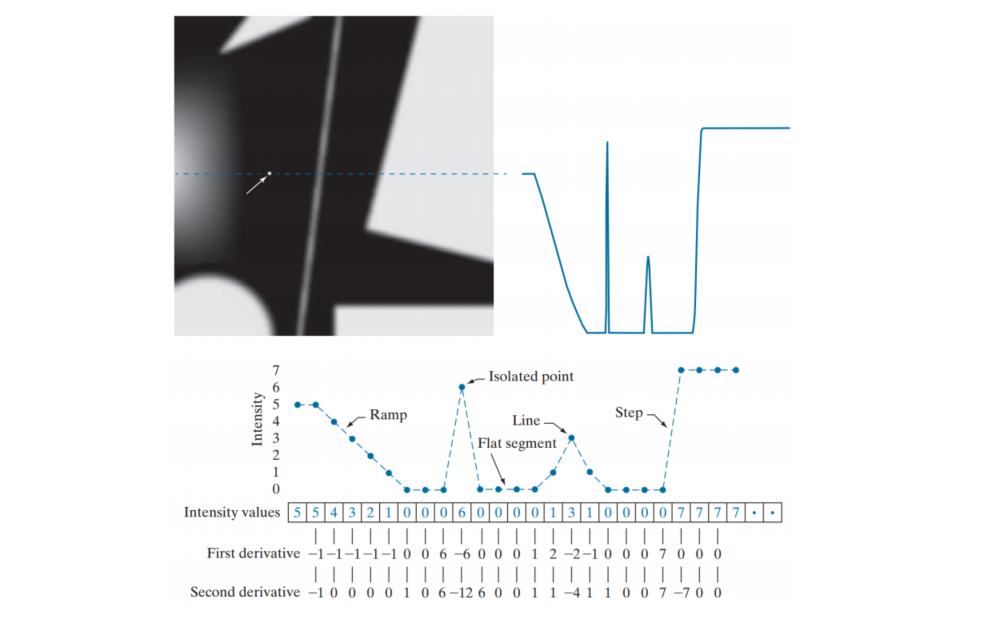 7
6
5
4
3
2
1
0
Intensity
Isolated point
Ramp
Line
Step
Flat segment
Intensity values 5 5 4 3 2 1 0 0 0 6 0 0 0 0 1 3 1 0 0 0 0 7 7 7 7 • •
First derivative −1 −1 −1 −1 −1 0 0 6 −6 0 0 0 1 2 −2 −1 0 0 0 7 0 0 0
Second derivative −1 0 0 0 0 1 0 6 −12 6 0 0 1 1 −4 1 1 0 0 7 −7 0 0